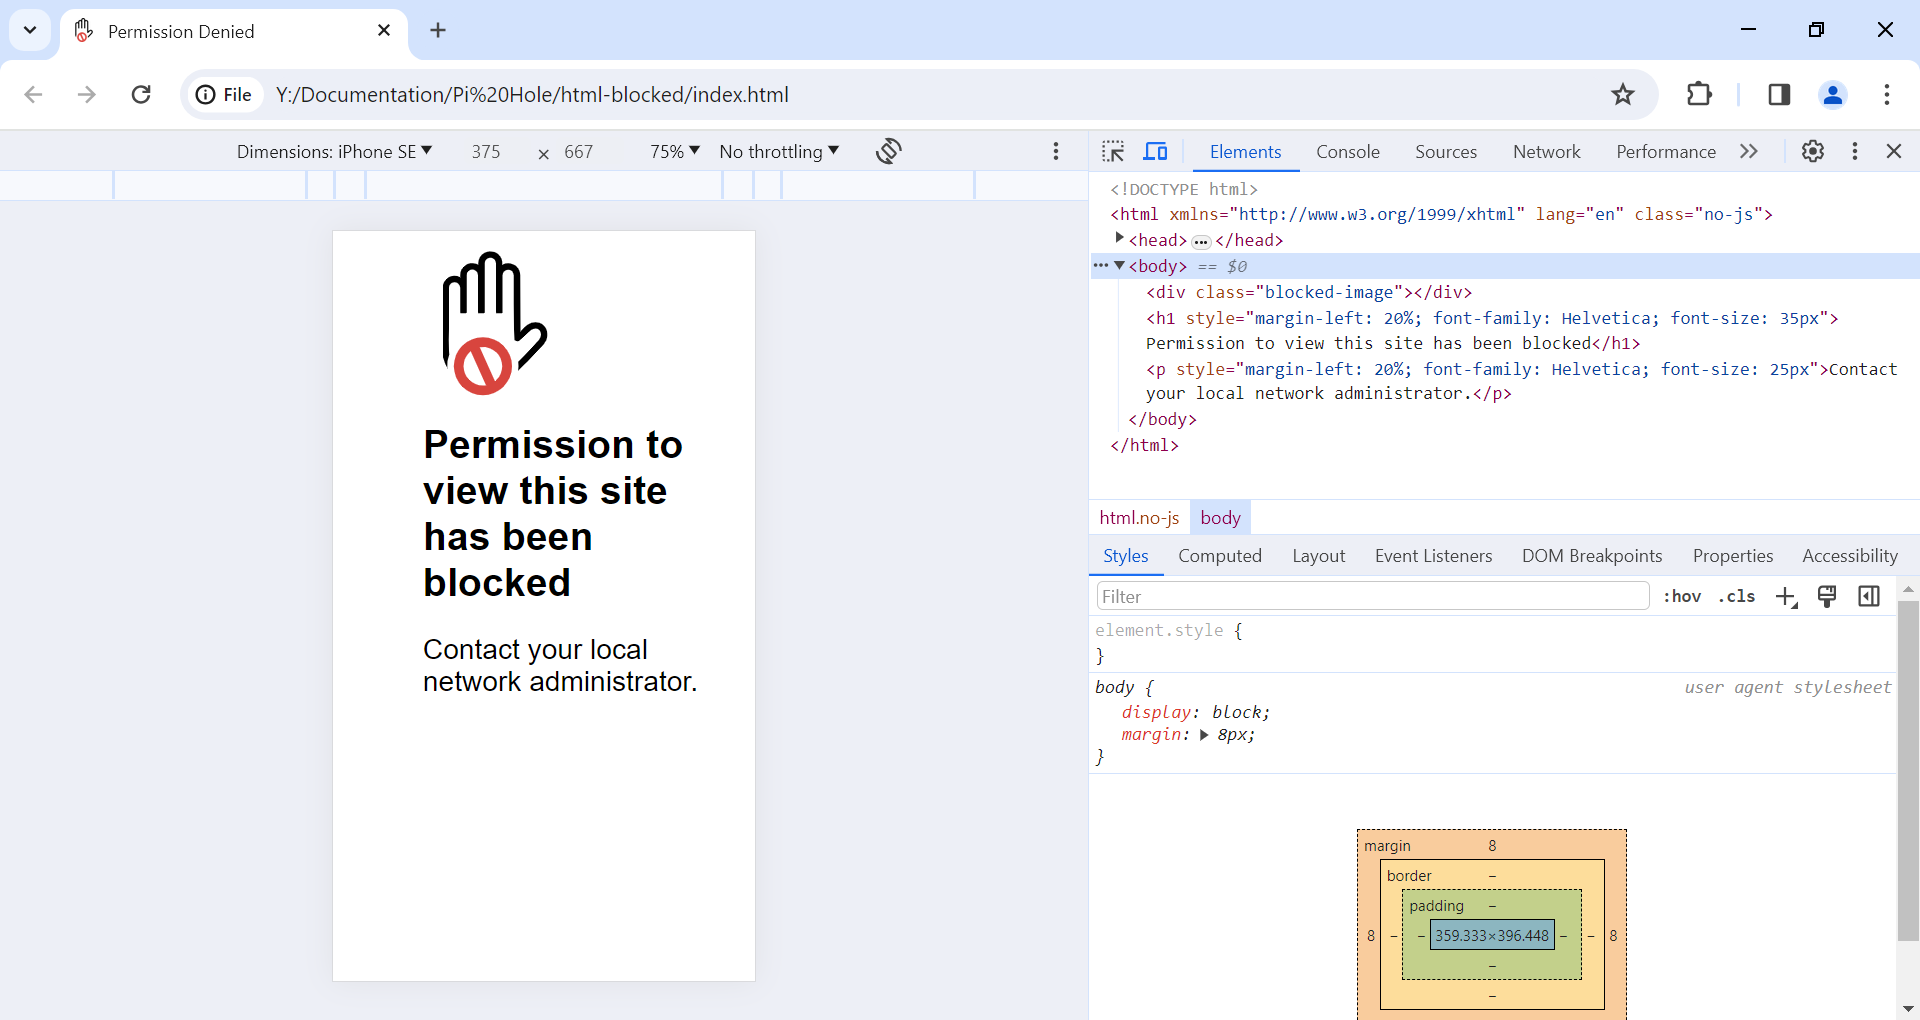 Permission Denied
File
Y:/Documentation/Pi%20Hole/html-blocked/index.html
Dimensions: iPhone SE 375 × 667 75% No throttling
Elements Console Sources Network Performance
Permission to
view this site
has been
blocked
Contact your local
network administrator.
<!DOCTYPE html>
<html xmlns="http://www.w3.org/1999/xhtml" lang="en" class="no-js">
<head> … </head>
… <body> == $0
<div class="blocked-image"></div>
<h1 style="margin-left: 20%; font-family: Helvetica; font-size: 35px">
Permission to view this site has been blocked</h1>
<p style="margin-left: 20%; font-family: Helvetica; font-size: 25px">Contact
your local network administrator.</p>
</body>
</html>
html.no-js body
Styles Computed Layout Event Listeners DOM Breakpoints Properties Accessibility
Filter
:hov .cls
element.style {
}
body {
user agent stylesheet
display: block;
margin: 8px;
}
margin 8
border –
padding –
8 – – 359.333×396.448 – – 8
–
–